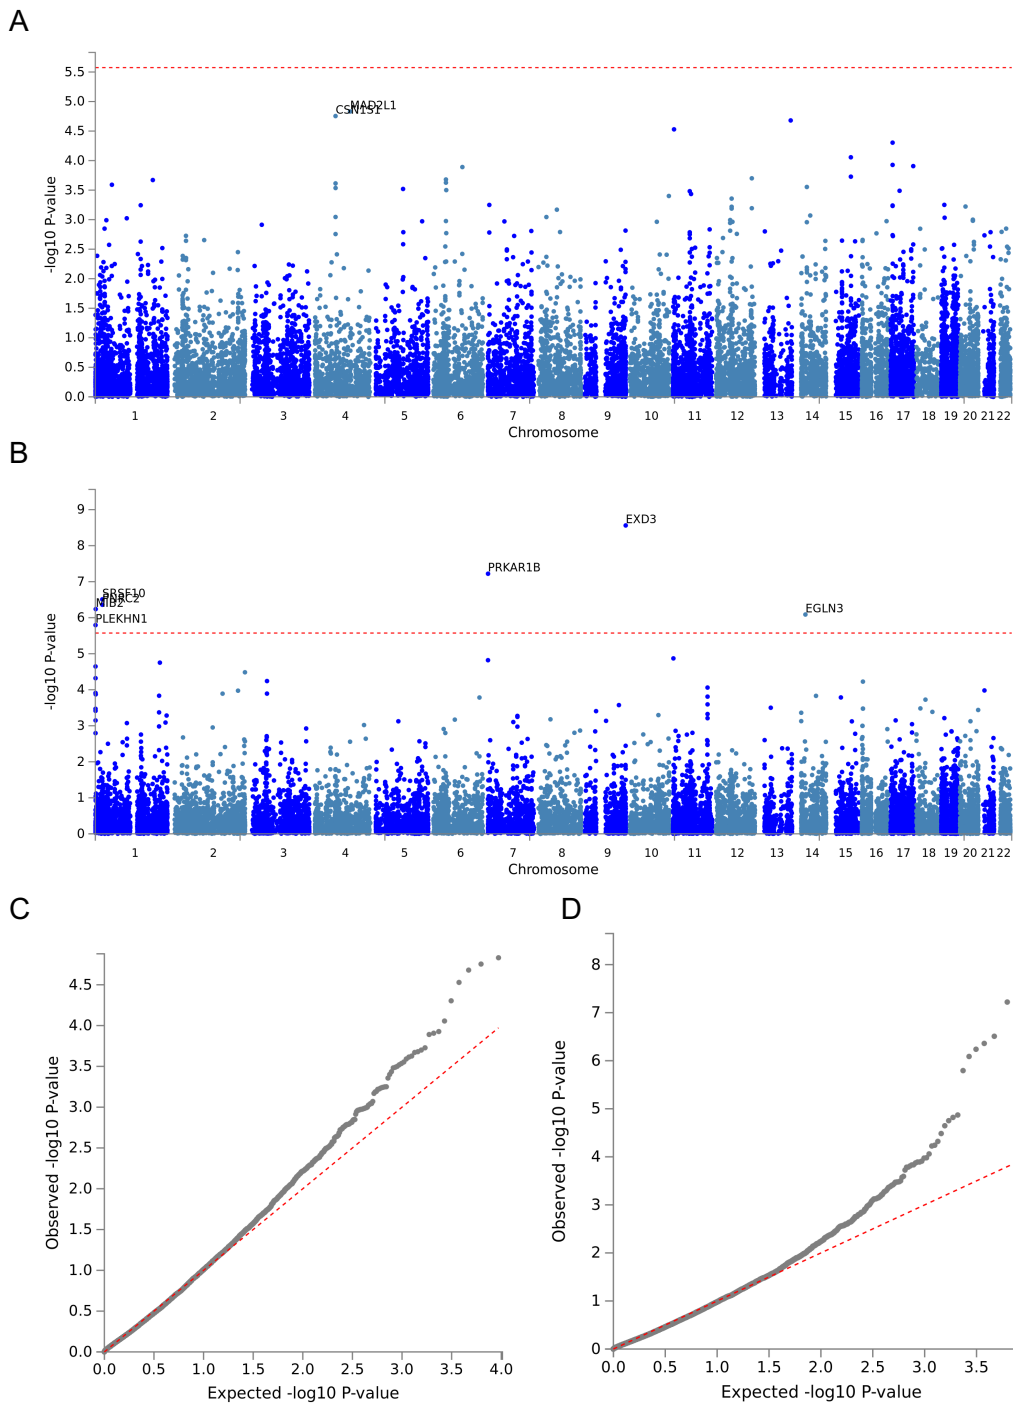 A
-log10 P-value
5.5
5.0
4.5
4.0
3.5
3.0
2.5
2.0
1.5
1.0
0.5
0.0
MAD2L1
CSN1S1
1 2 3 4 5 6 7 8 9 10 11 12 13 14 15 16 17 18 19 20 21 22
Chromosome
B
-log10 P-value
9
8
7
6
5
4
3
2
1
0
EXD3
PRKAR1B
SRSF10
PNRC2
NIB2
EGLN3
PLEKHN1
1 2 3 4 5 6 7 8 9 10 11 12 13 14 15 16 17 18 19 20 21 22
Chromosome
C
Observed -log10 P-value
4.5
4.0
3.5
3.0
2.5
2.0
1.5
1.0
0.5
0.0
0.0 0.5 1.0 1.5 2.0 2.5 3.0 3.5 4.0
Expected -log10 P-value
D
Observed -log10 P-value
8
7
6
5
4
3
2
1
0
0.0 0.5 1.0 1.5 2.0 2.5 3.0 3.5
Expected -log10 P-value